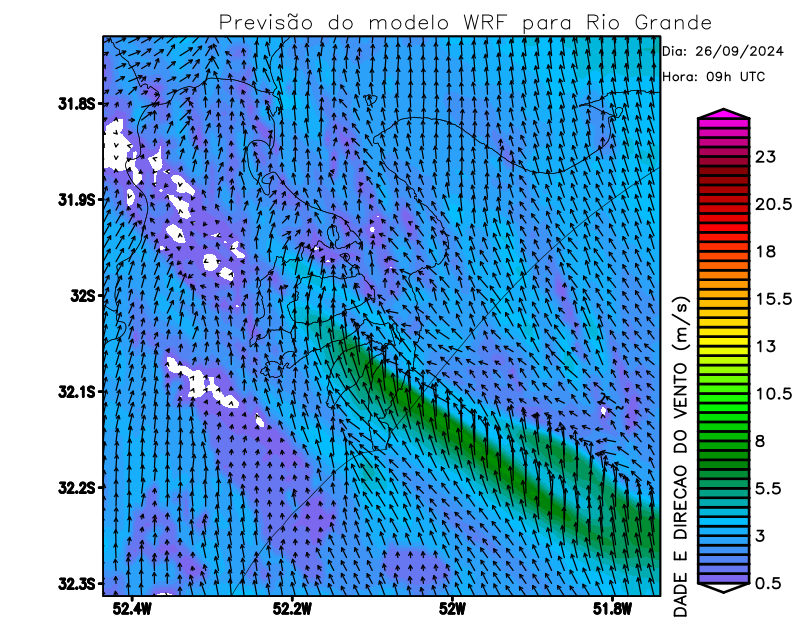 Previsão do modelo WRF para Rio Grande
Dia: 26/09/2024
Hora: 09h UTC
31.8S
31.9S
32S
32.1S
32.2S
32.3S
52.4W
52.2W
52W
51.8W
23
20.5
18
15.5
13
10.5
8
5.5
3
0.5
DADE E DIRECAO DO VENTO (m/s)